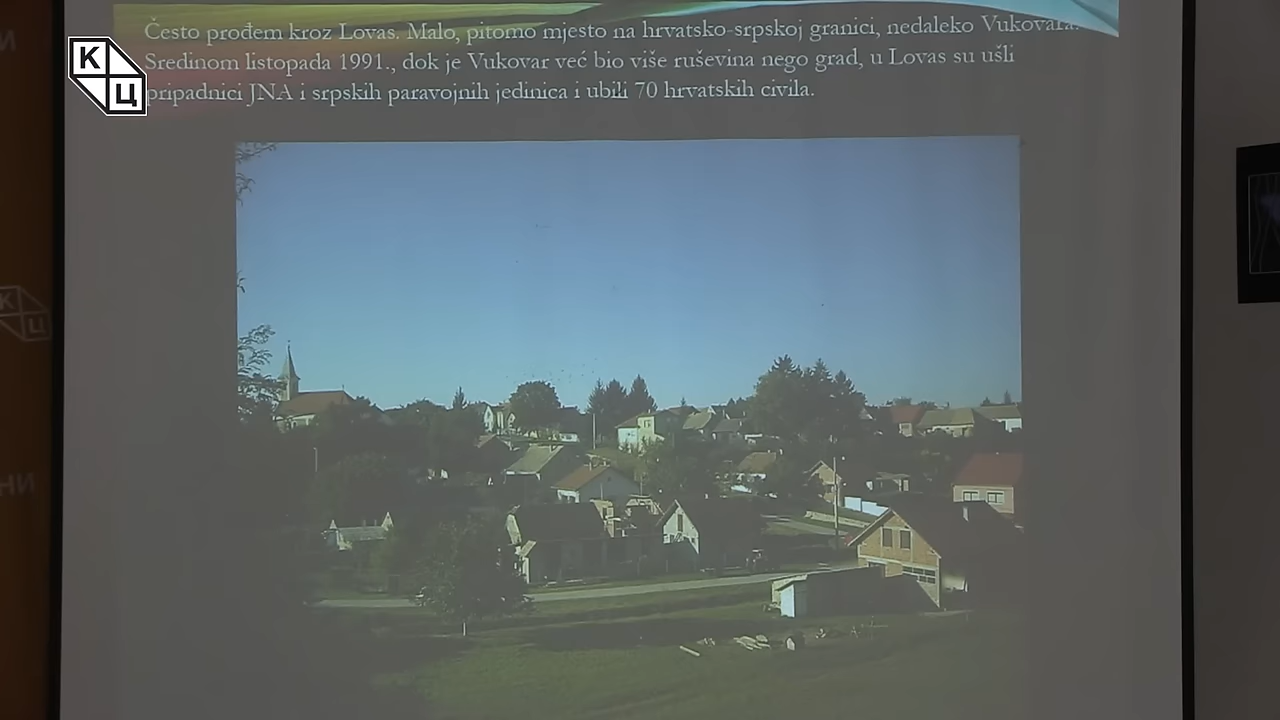 Često prođem kroz Lovas. Malo, pitomo mjesto na hrvatsko-srpskoj granici, nedaleko Vukovara.
Sredinom listopada 1991., dok je Vukovar već bio više ruševina nego grad, u Lovas su ušli
pripadnici JNA i srpskih paravojnih jedinica i ubili 70 hrvatskih civila.
К
Ц
К
Ц
НИ